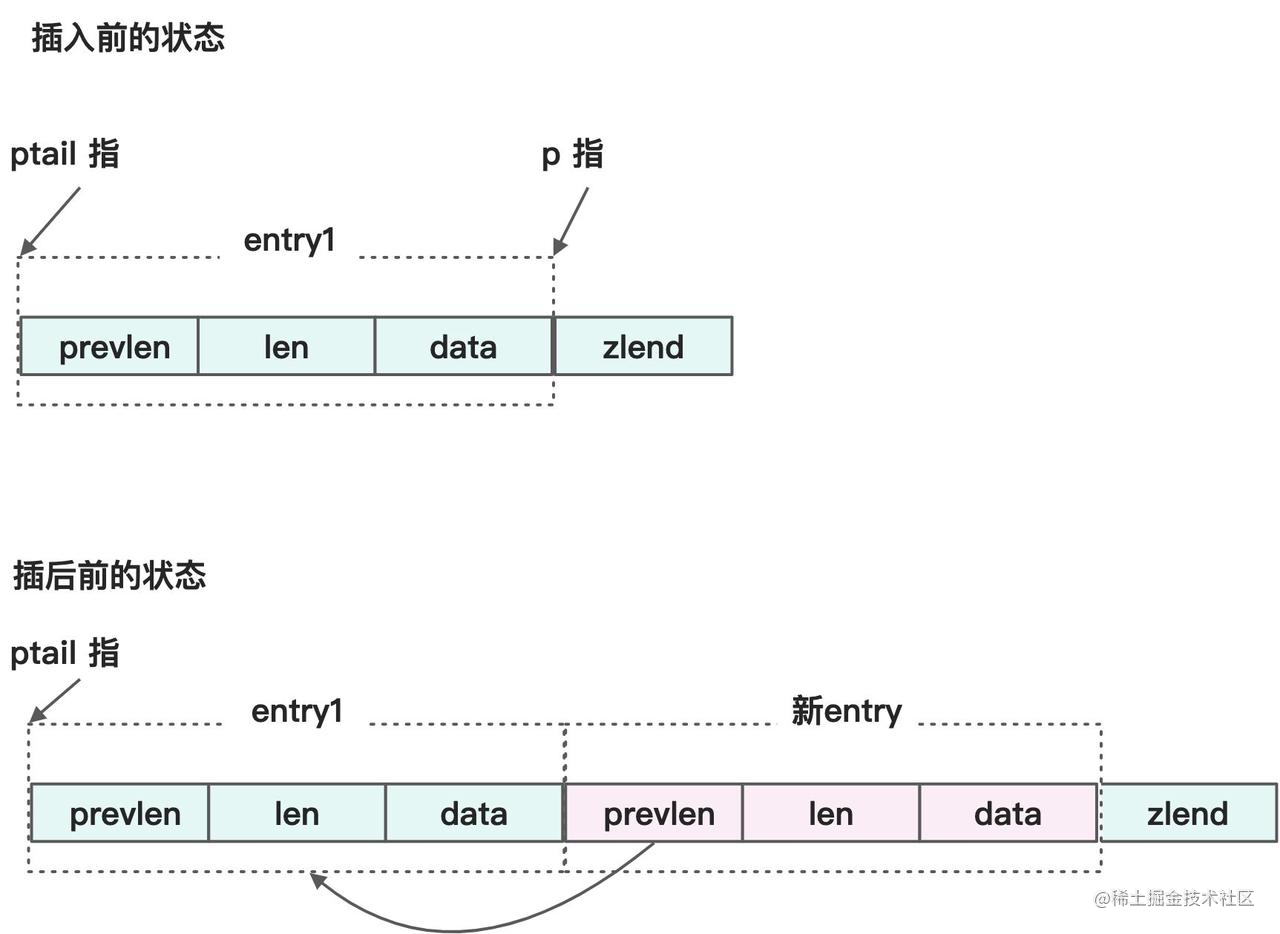 插入前的状态
ptail 指
p 指
entry1
prevlen len data zlend
插后前的状态
ptail 指
entry1 新entry
prevlen len data prevlen len data zlend
@稀土掘金技术社区